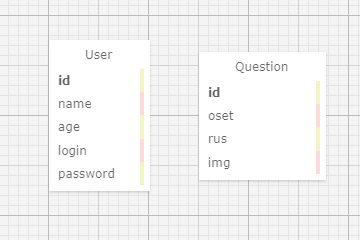 User
id
name
age
login
password
Question
id
oset
rus
img